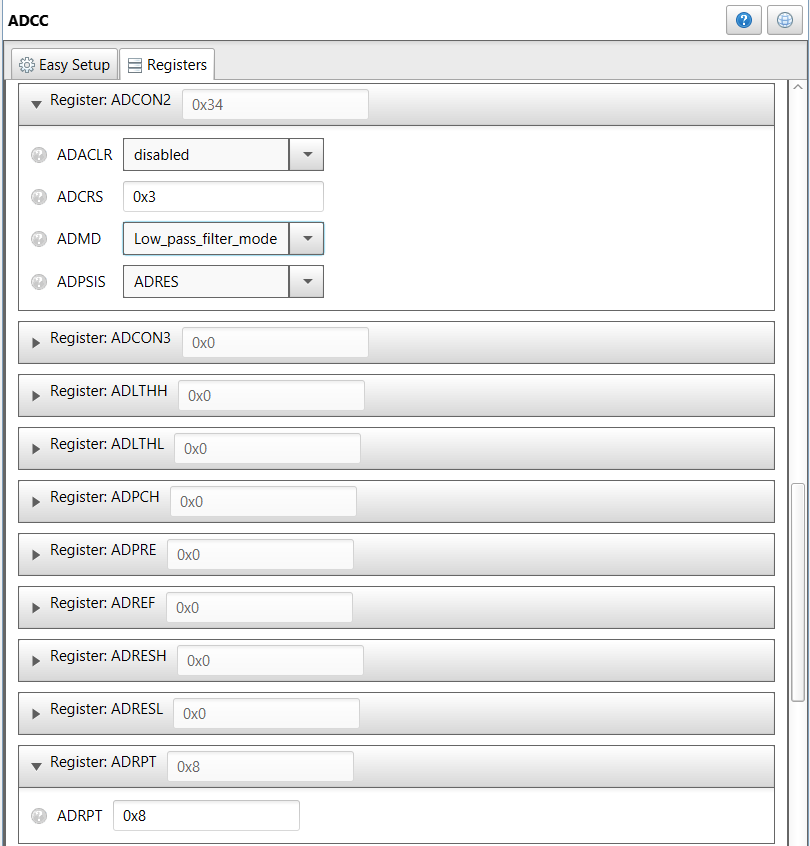 ADCC
Easy Setup Registers
Register: ADCON2 0x34
ADACLR disabled
ADCRS 0x3
ADMD Low_pass_filter_mode
ADPSIS ADRES
Register: ADCON3 0x0
Register: ADLTHH 0x0
Register: ADLTHL 0x0
Register: ADPCH 0x0
Register: ADPRE 0x0
Register: ADREF 0x0
Register: ADRESH 0x0
Register: ADRESL 0x0
Register: ADRPT 0x8
ADRPT 0x8